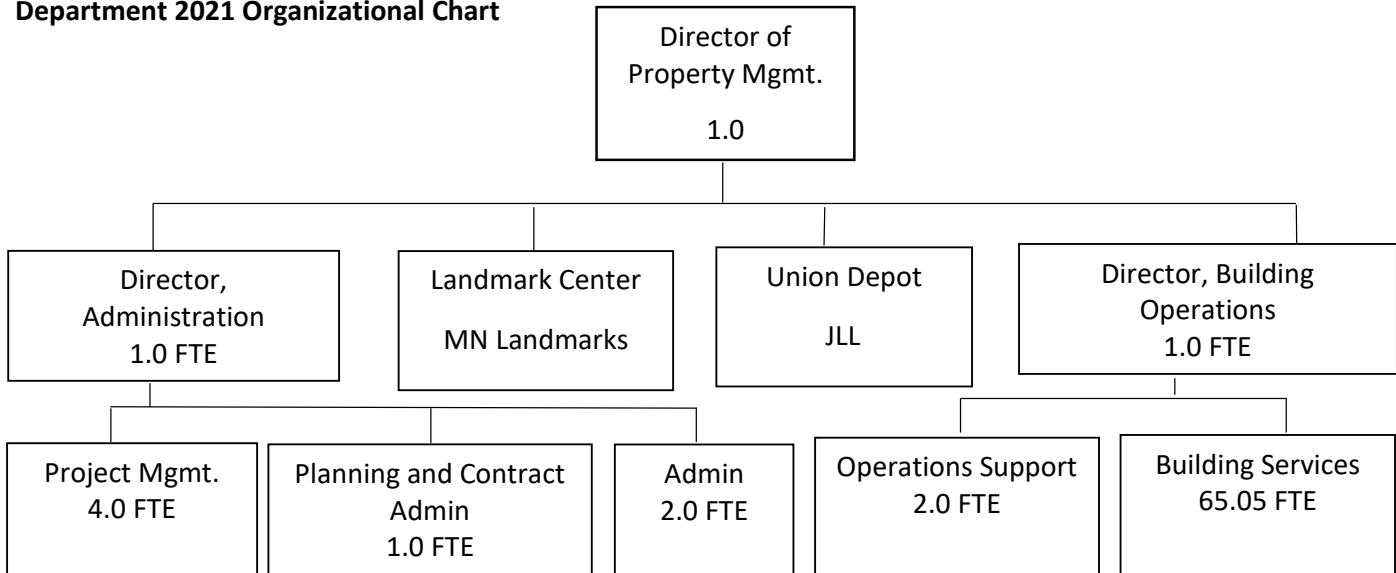 Department 2021 Organizational Chart
Director of
Property Mgmt.
1.0
Director,
Administration
1.0 FTE
Landmark Center
MN Landmarks
Union Depot
JLL
Director, Building
Operations
1.0 FTE
Project Mgmt.
4.0 FTE
Planning and Contract
Admin
1.0 FTE
Admin
2.0 FTE
Operations Support
2.0 FTE
Building Services
65.05 FTE